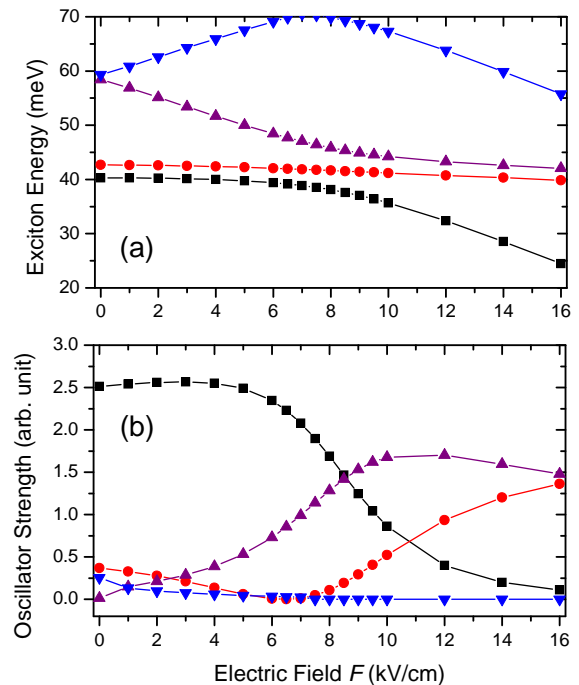 70
60
50
40
30
20
Exciton Energy (meV)
(a)
0 2 4 6 8 10 12 14 16
3.0
2.5
2.0
1.5
1.0
0.5
0.0
Oscillator Strength (arb. unit)
(b)
0 2 4 6 8 10 12 14 16
Electric Field F (kV/cm)